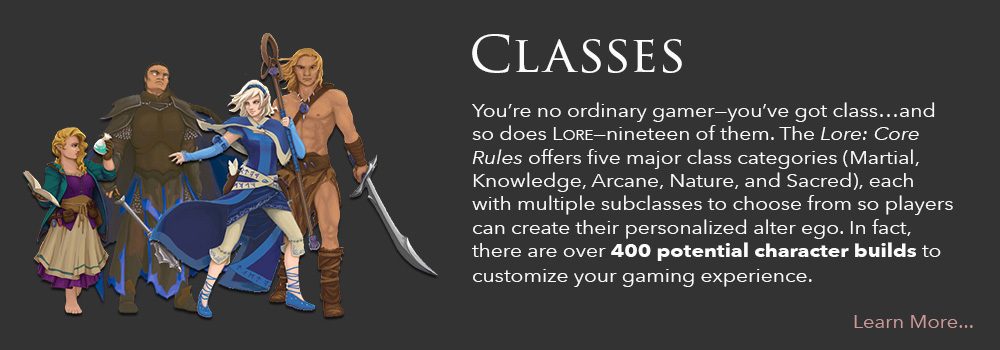 CLASSES
You’re no ordinary gamer—you’ve got class…and
so does LORE—nineteen of them. The Lore: Core
Rules offers five major class categories (Martial,
Knowledge, Arcane, Nature, and Sacred), each
with multiple subclasses to choose from so players
can create their personalized alter ego. In fact,
there are over 400 potential character builds to
customize your gaming experience.
Learn More...